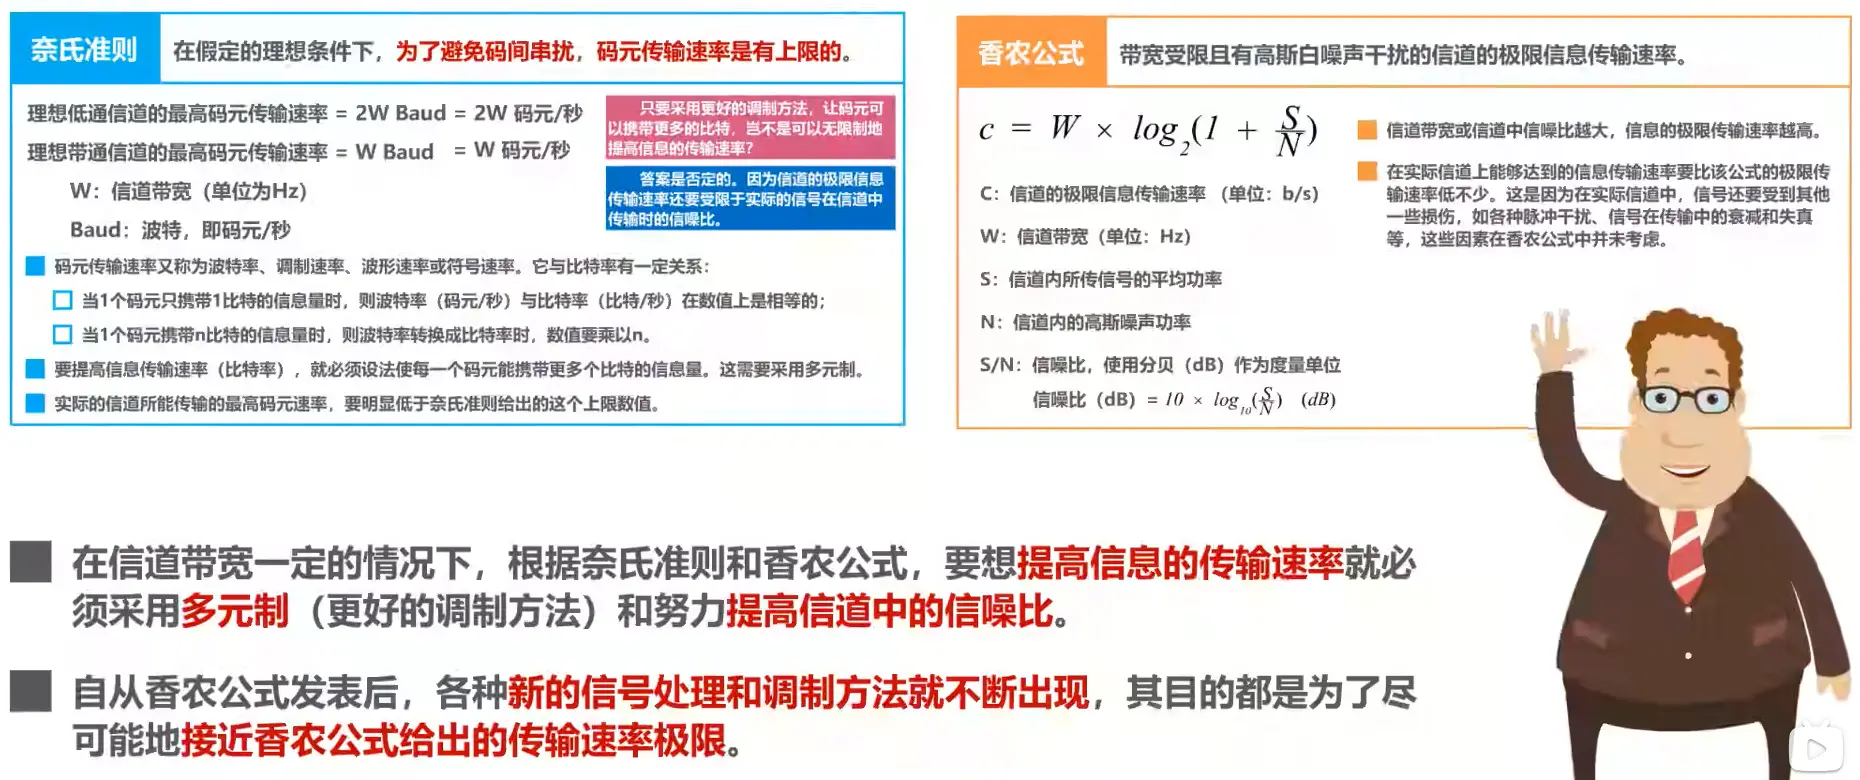 奈氏准则
在假定的理想条件下，为了避免码间串扰，码元传输速率是有上限的。
理想低通信道的最高码元传输速率 = 2W Baud = 2W 码元/秒
理想带通信道的最高码元传输速率 = W Baud = W 码元/秒
W：信道带宽（单位为Hz）
Baud：波特，即码元/秒
只要采用更好的调制方法，让码元可
以携带更多的比特，岂不是可以无限制地
提高信息的传输速率？
答案是否定的。因为信道的极限信息
传输速率还要受限于实际的信号在信道中
传输时的信噪比。
码元传输速率又称为波特率、调制速率、波形速率或符号速率。它与比特率有一定关系：
当1个码元只携带1比特的信息量时，则波特率（码元/秒）与比特率（比特/秒）在数值上是相等的；
当1个码元携带n比特的信息量时，则波特率转换成比特率时，数值要乘以n。
要提高信息传输速率（比特率），就必须设法使每一个码元能携带更多个比特的信息量。这需要采用多元制。
实际的信道所能传输的最高码元速率，要明显低于奈氏准则给出的这个上限数值。
香农公式
带宽受限且有高斯白噪声干扰的信道的极限信息传输速率。
c = W × log2(1 + S/N)
C：信道的极限信息传输速率 （单位：b/s）
W：信道带宽（单位：Hz）
S：信道内所传信号的平均功率
N：信道内的高斯噪声功率
S/N：信噪比，使用分贝（dB）作为度量单位
信噪比（dB）= 10 × log10(S/N) (dB)
信道带宽或信道中信噪比越大，信息的极限传输速率越高。
在实际信道上能够达到的信息传输速率要比该公式的极限传
输速率低不少。这是因为在实际信道中，信号还要受到其他
一些损伤，如各种脉冲干扰、信号在传输中的衰减和失真
等，这些因素在香农公式中并未考虑。
在信道带宽一定的情况下，根据奈氏准则和香农公式，要想提高信息的传输速率就必
须采用多元制（更好的调制方法）和努力提高信道中的信噪比。
自从香农公式发表后，各种新的信号处理和调制方法就不断出现，其目的都是为了尽
可能地接近香农公式给出的传输速率极限。